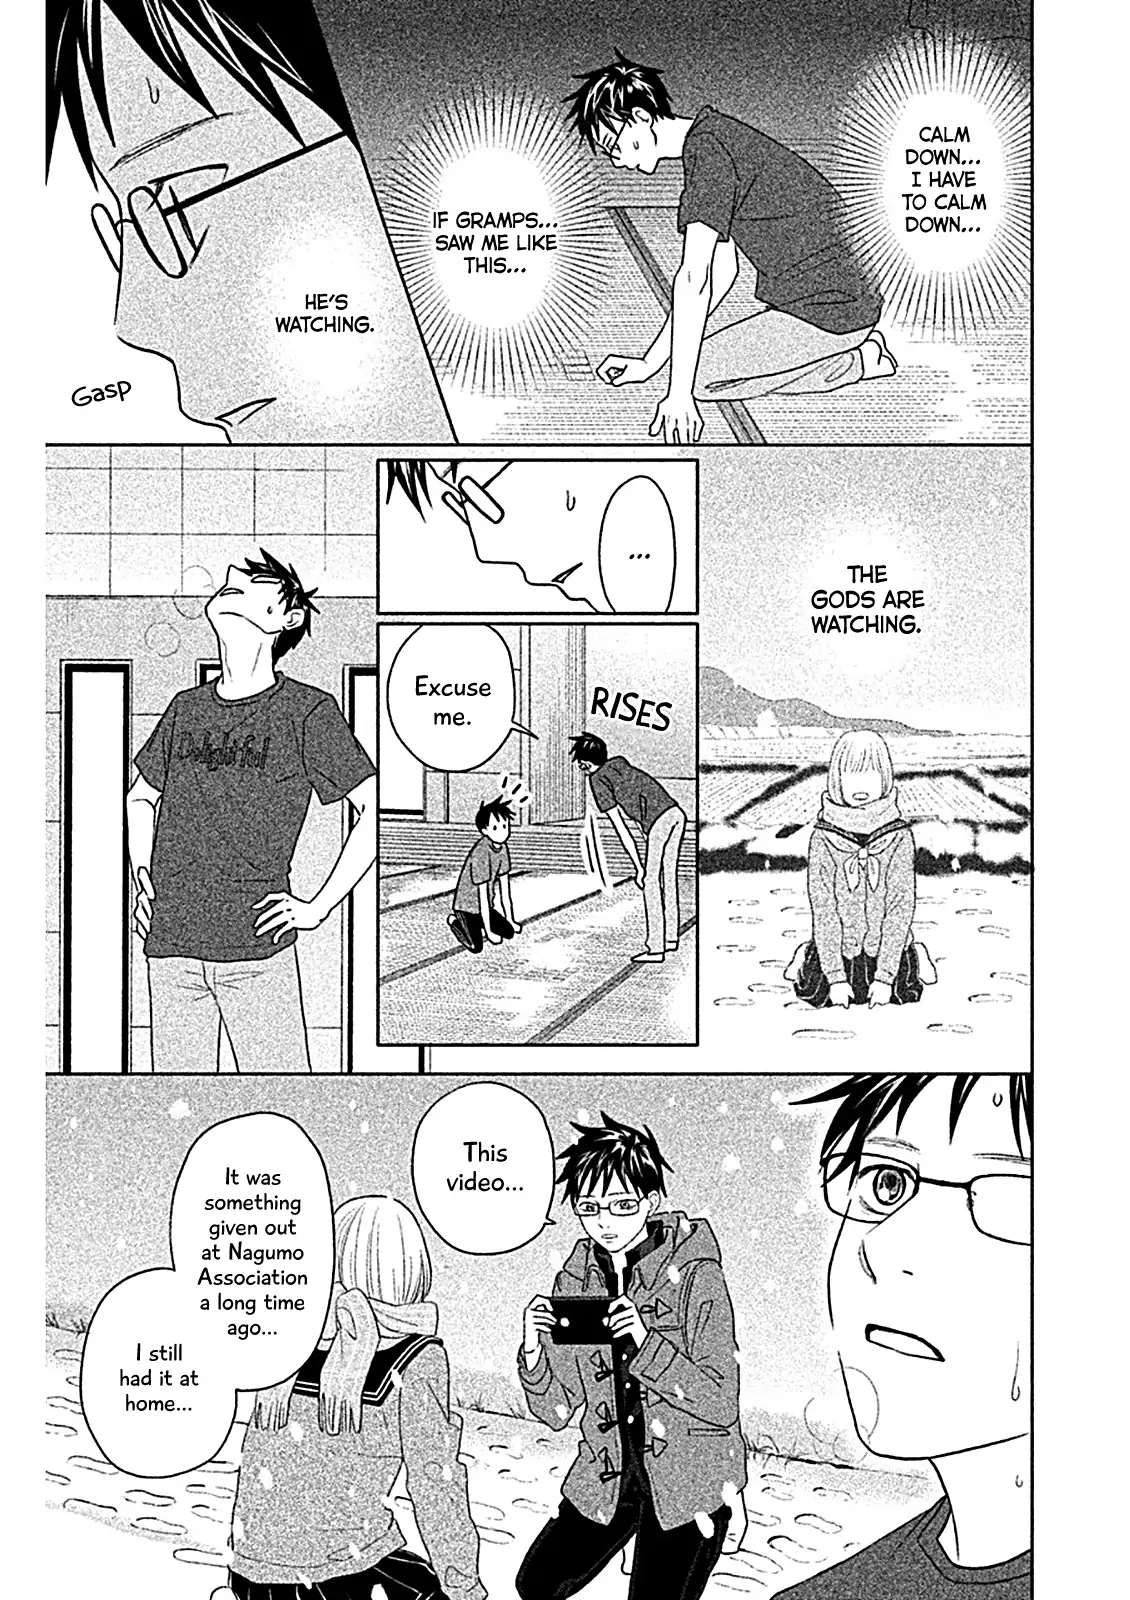 CALM
DOWN...
I HAVE
TO CALM
DOWN...
IF GRAMPS...
SAW ME LIKE
THIS...
HE'S
WATCHING.
Gasp
THE
GODS ARE
WATCHING.
...
Excuse
me.
RISES
Delightful
This
video...
It was
something
given out
at Nagumo
Association
a long time
ago...
I still
had it at
home...